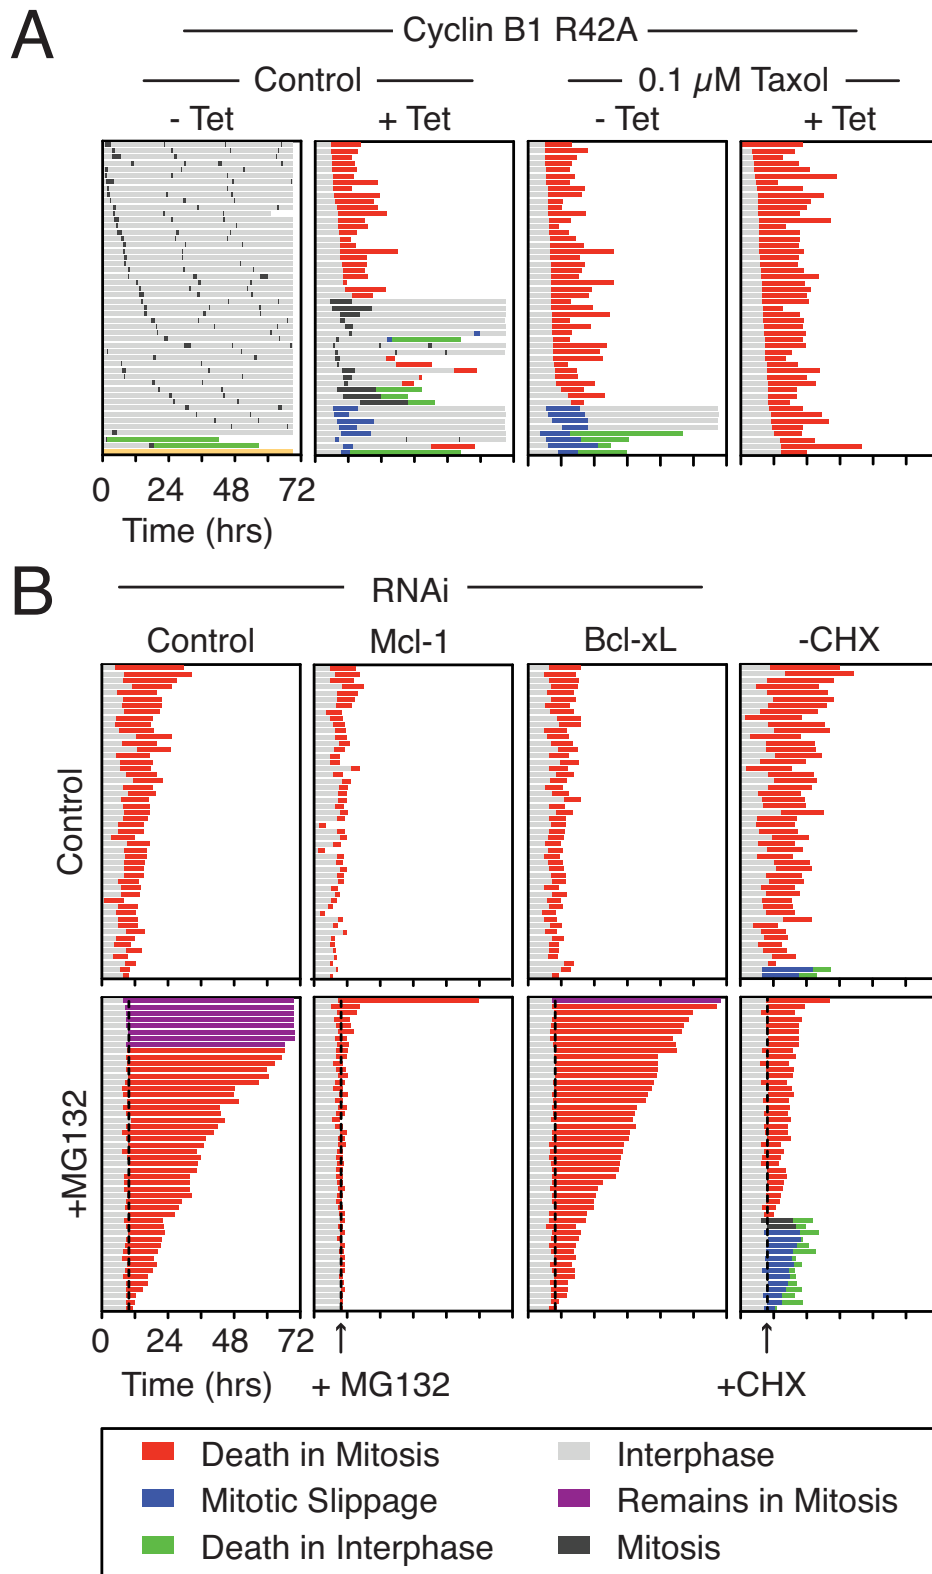 A
Cyclin B1 R42A
Control
0.1 µM Taxol
- Tet
+ Tet
- Tet
+ Tet
0 24 48 72
Time (hrs)
B
RNAi
Control
Mcl-1
Bcl-xL
-CHX
Control
+MG132
0 24 48 72
Time (hrs)
+ MG132
+CHX
Death in Mitosis
Interphase
Mitotic Slippage
Remains in Mitosis
Death in Interphase
Mitosis